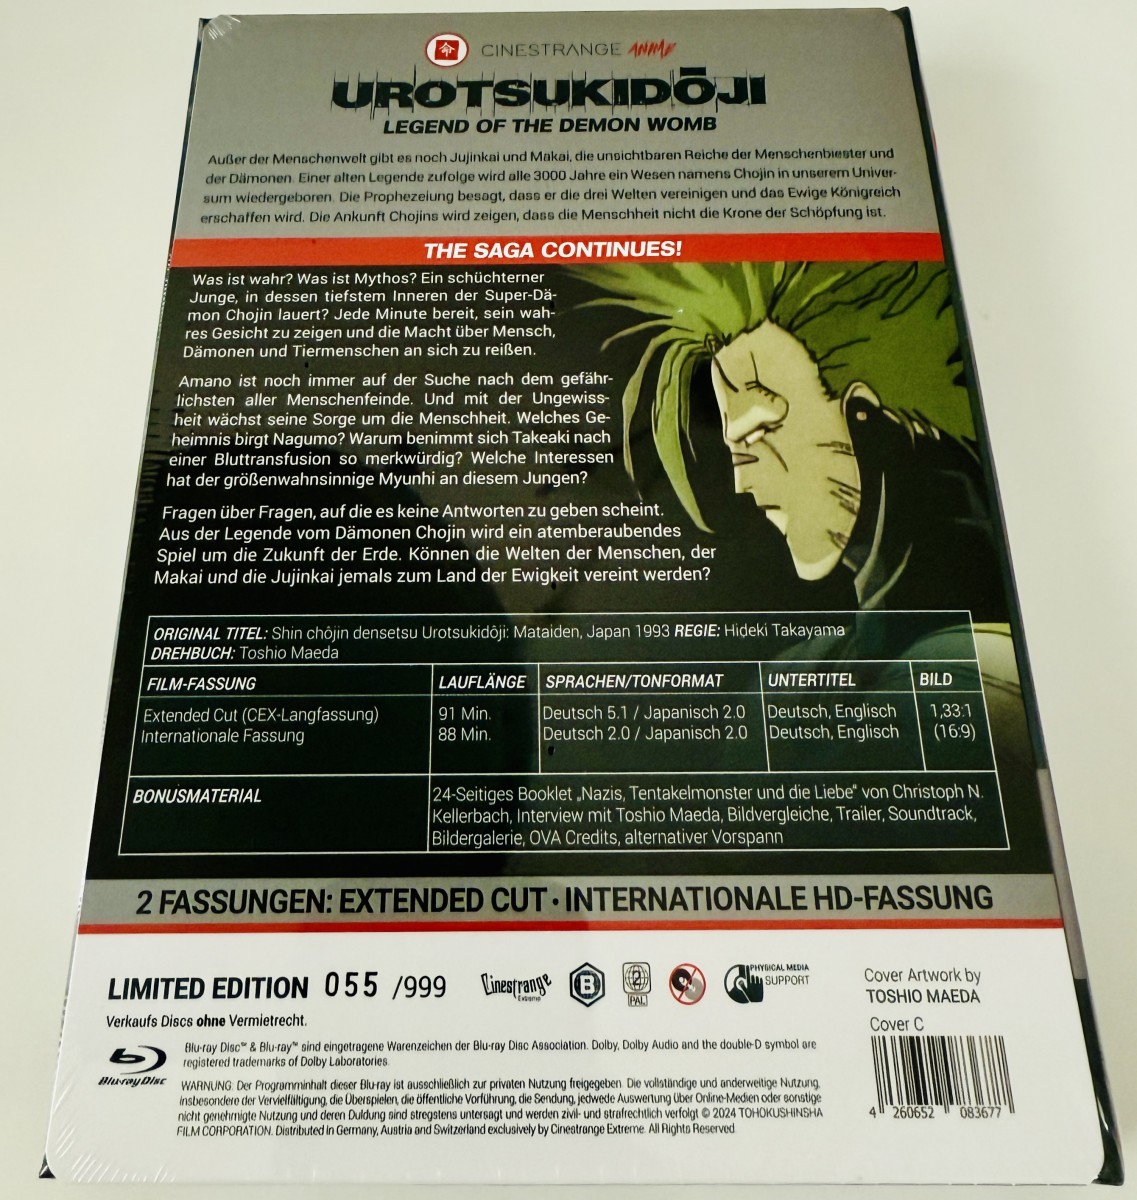 CINESTRANGE ANIME
UROTSUKIDŌJI
LEGEND OF THE DEMON WOMB
Außer der Menschenwelt gibt es noch Jujinkai und Makai, die unsichtbaren Reiche der Menschenbiester und
der Dämonen. Einer alten Legende zufolge wird alle 3000 Jahre ein Wesen namens Chojin in unserem Univer-
sum wiedergeboren. Die Prophezeiung besagt, dass er die drei Welten vereinigen und das Ewige Königreich
erschaffen wird. Die Ankunft Chojins wird zeigen, dass die Menschheit nicht die Krone der Schöpfung ist.
THE SAGA CONTINUES!
Was ist wahr? Was ist Mythos? Ein schüchterner
Junge, in dessen tiefstem Inneren der Super-Dä-
mon Chojin lauert? Jede Minute bereit, sein wah-
res Gesicht zu zeigen und die Macht über Mensch,
Dämonen und Tiermenschen an sich zu reißen.
Amano ist noch immer auf der Suche nach dem gefähr-
lichsten aller Menschenfeinde. Und mit der Ungewiss-
heit wächst seine Sorge um die Menschheit. Welches Ge-
heimnis birgt Nagumo? Warum benimmt sich Takeaki nach
einer Bluttransfusion so merkwürdig? Welche Interessen
hat der größenwahnsinnige Myunhi an diesem Jungen?
Fragen über Fragen, auf die es keine Antworten zu geben scheint.
Aus der Legende vom Dämonen Chojin wird ein atemberaubendes
Spiel um die Zukunft der Erde. Können die Welten der Menschen, der
Makai und die Jujinkai jemals zum Land der Ewigkeit vereint werden?
ORIGINAL TITEL: Shin chôjin densetsu Urotsukidôji: Mataiden, Japan 1993 REGIE: Hideki Takayama
DREHBUCH: Toshio Maeda
FILM-FASSUNG LAUFLÄNGE SPRACHEN/TONFORMAT UNTERTITEL BILD
Extended Cut (CEX-Langfassung) 91 Min. Deutsch 5.1 / Japanisch 2.0 Deutsch, Englisch 1,33:1
Internationale Fassung 88 Min. Deutsch 2.0 / Japanisch 2.0 Deutsch, Englisch (16:9)
BONUSMATERIAL 24-Seitiges Booklet „Nazis, Tentakelmonster und die Liebe" von Christoph N.
Kellerbach, Interview mit Toshio Maeda, Bildvergleiche, Trailer, Soundtrack,
Bildergalerie, OVA Credits, alternativer Vorspann
2 FASSUNGEN: EXTENDED CUT • INTERNATIONALE HD-FASSUNG
LIMITED EDITION 055 /999
Cinestrange
Extreme
B
2
PAL
PHYSICAL MEDIA
SUPPORT
Cover Artwork by
TOSHIO MAEDA
Cover C
Verkaufs Discs ohne Vermietrecht.
Blu-ray Disc
Blu-ray Disc™ & Blu-ray™ sind eingetragene Warenzeichen der Blu-ray Disc Association. Dolby, Dolby Audio and the double-D symbol are
registered trademarks of Dolby Laboratories.
WARNUNG: Der Programminhalt dieser Blu-ray ist ausschließlich zur privaten Nutzung freigegeben. Die vollständige und anderweitige Nutzung,
insbesondere der Vervielfältigung, die Überspielen, die öffentliche Vorführung, die Sendung, jedwede Auswertung über Online-Medien oder sonstige
nicht genehmigte Nutzung und deren Duldung sind strengstens untersagt und werden zivil- und strafrechtlich verfolgt © 2024 TOHOKUSHINSHA
FILM CORPORATION. Distributed in Germany, Austria and Switzerland exclusively by Cinestrange Extreme. All Rights Reserved.
4 260652 083677